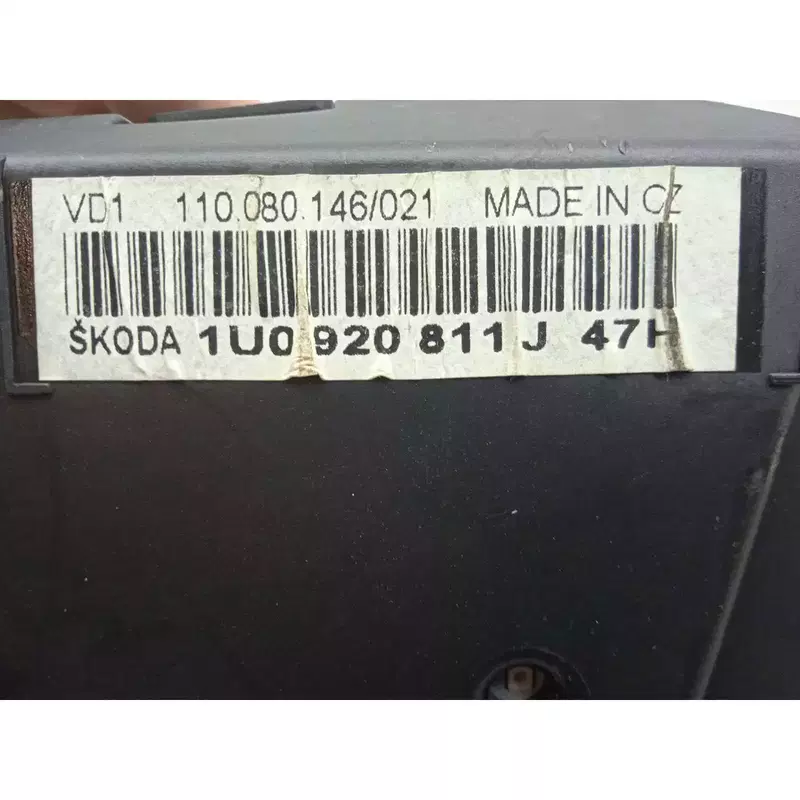 VD1 110.080.146/021 MADE IN CZ
ŠKODA 1U0 920 811 J 47H